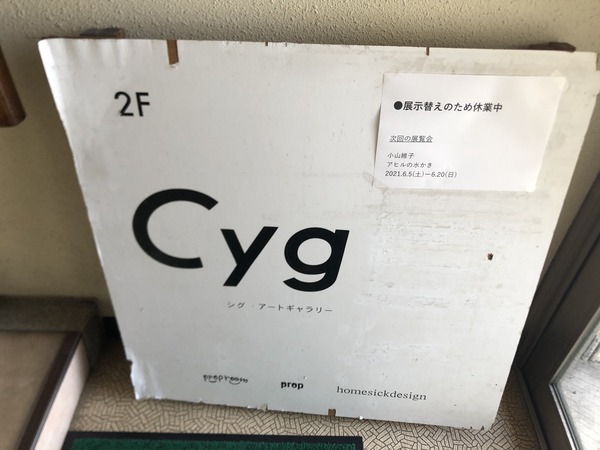 2F
●展示替えのため休業中
次回の展覧会
小山維子
アヒルの水かき
2021.6.5(土)ー6.20(日)
Cyg
シグ アートギャラリー
proproom
prop
homesickdesign